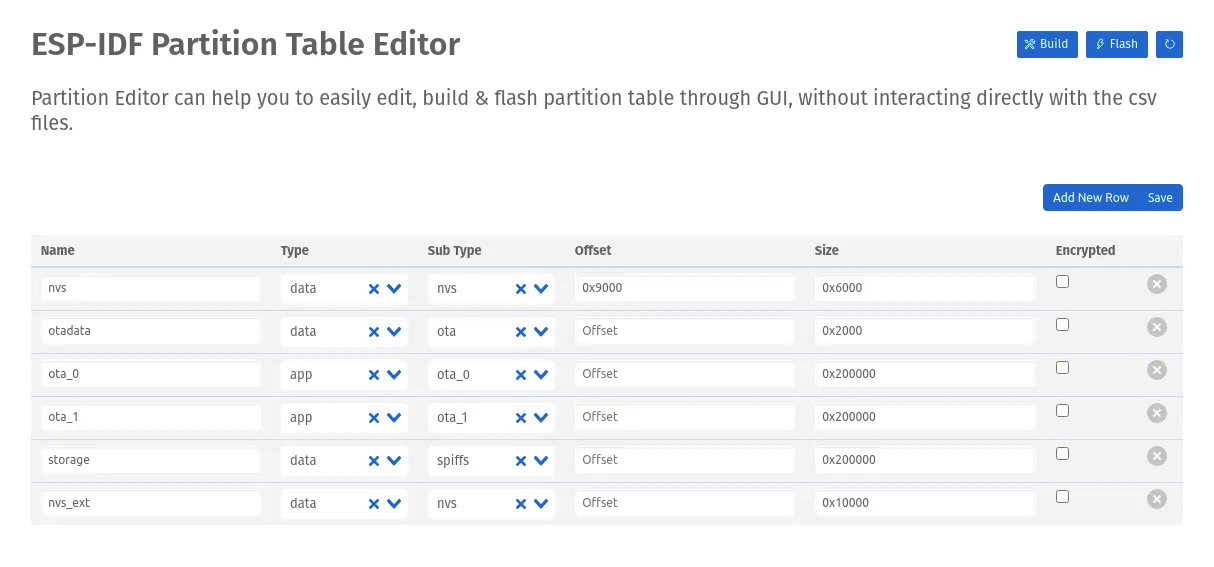 ESP-IDF Partition Table Editor
Build
Flash
Partition Editor can help you to easily edit, build & flash partition table through GUI, without interacting directly with the csv
files.
Add New Row Save
Name Type Sub Type Offset Size Encrypted
nvs data nvs 0x9000 0x6000
otadata data ota Offset 0x2000
ota_0 app ota_0 Offset 0x200000
ota_1 app ota_1 Offset 0x200000
storage data spiffs Offset 0x200000
nvs_ext data nvs Offset 0x10000